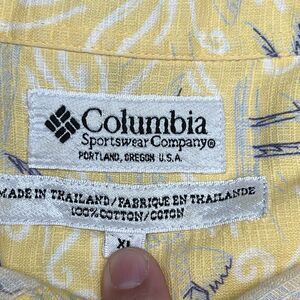 Columbia
Sportswear Company®
PORTLAND, OREGON U.S.A.
MADE IN THAILAND/FABRIQUE EN THAILANDE
100%COTTON/COTON
XL